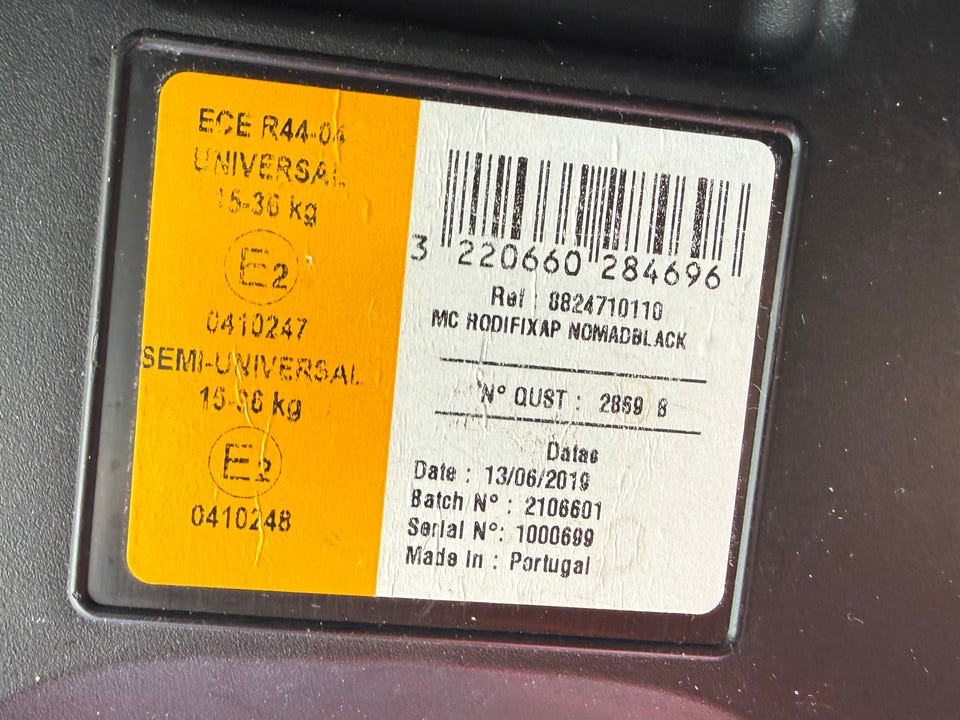 ECE R44-04
UNIVERSAL
15-36 kg
E2
0410247
SEMI-UNIVERSAL
15-36 kg
E2
0410248
3 220660 284696
Ref : 8824710110
MC RODIFIXAP NOMADBLACK
N° QUST : 2869 8
Datas
Date : 13/06/2019
Batch N° : 2106601
Serial N°: 1000699
Made in : Portugal